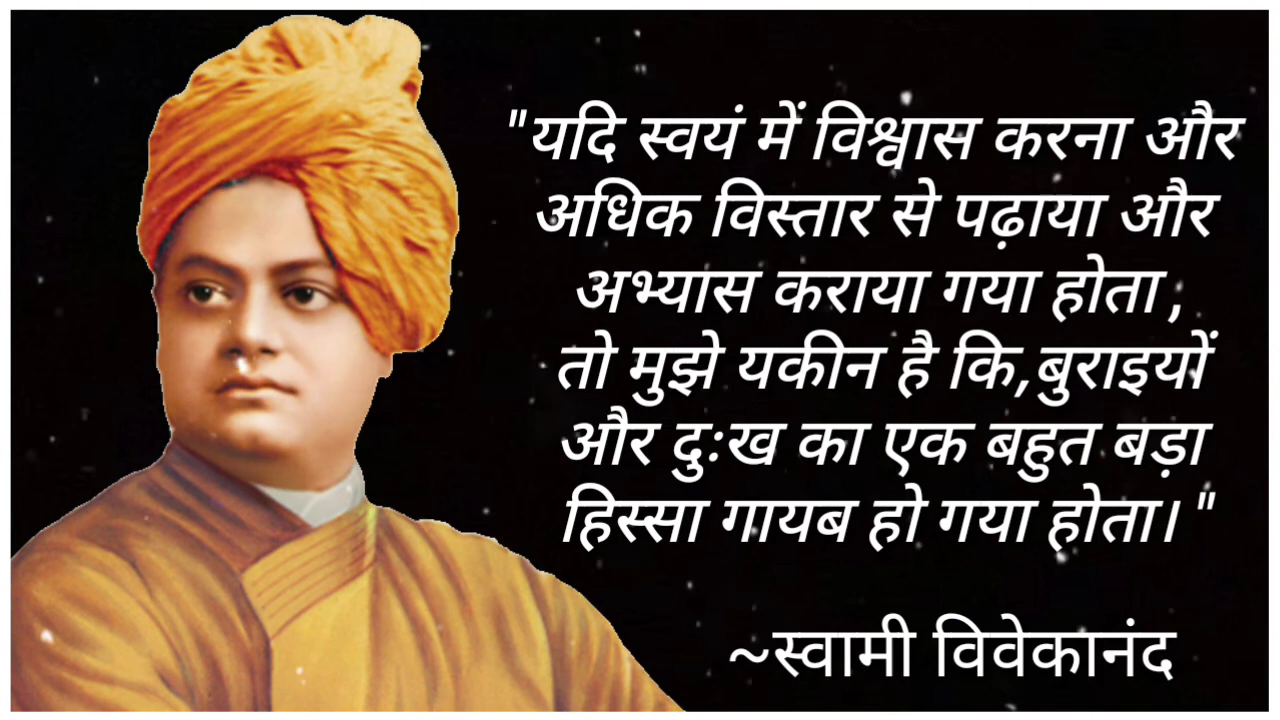 "यदि स्वयं में विश्वास करना और
अधिक विस्तार से पढ़ाया और
अभ्यास कराया गया होता ,
तो मुझे यकीन है कि,बुराइयों
और दुःख का एक बहुत बड़ा
हिस्सा गायब हो गया होता। "
~स्वामी विवेकानंद